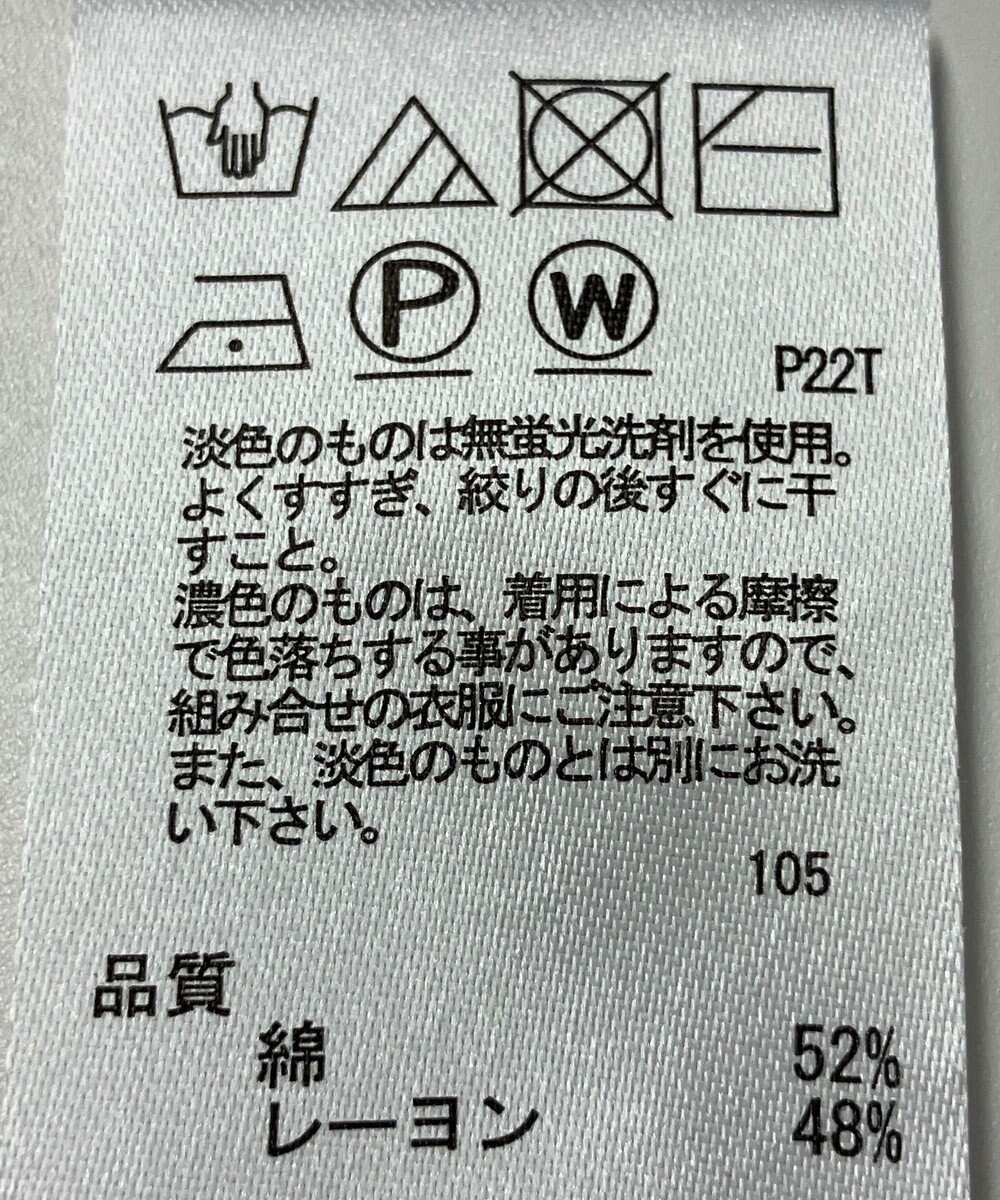 P
W
P22T
淡色のものは無蛍光洗剤を使用。
よくすすぎ、絞りの後すぐに干
すこと。
濃色のものは、着用による摩擦
で色落ちする事がありますので、
組み合せの衣服にご注意下さい。
また、淡色のものとは別にお洗
い下さい。
105
品質
綿 52%
レーヨン 48%